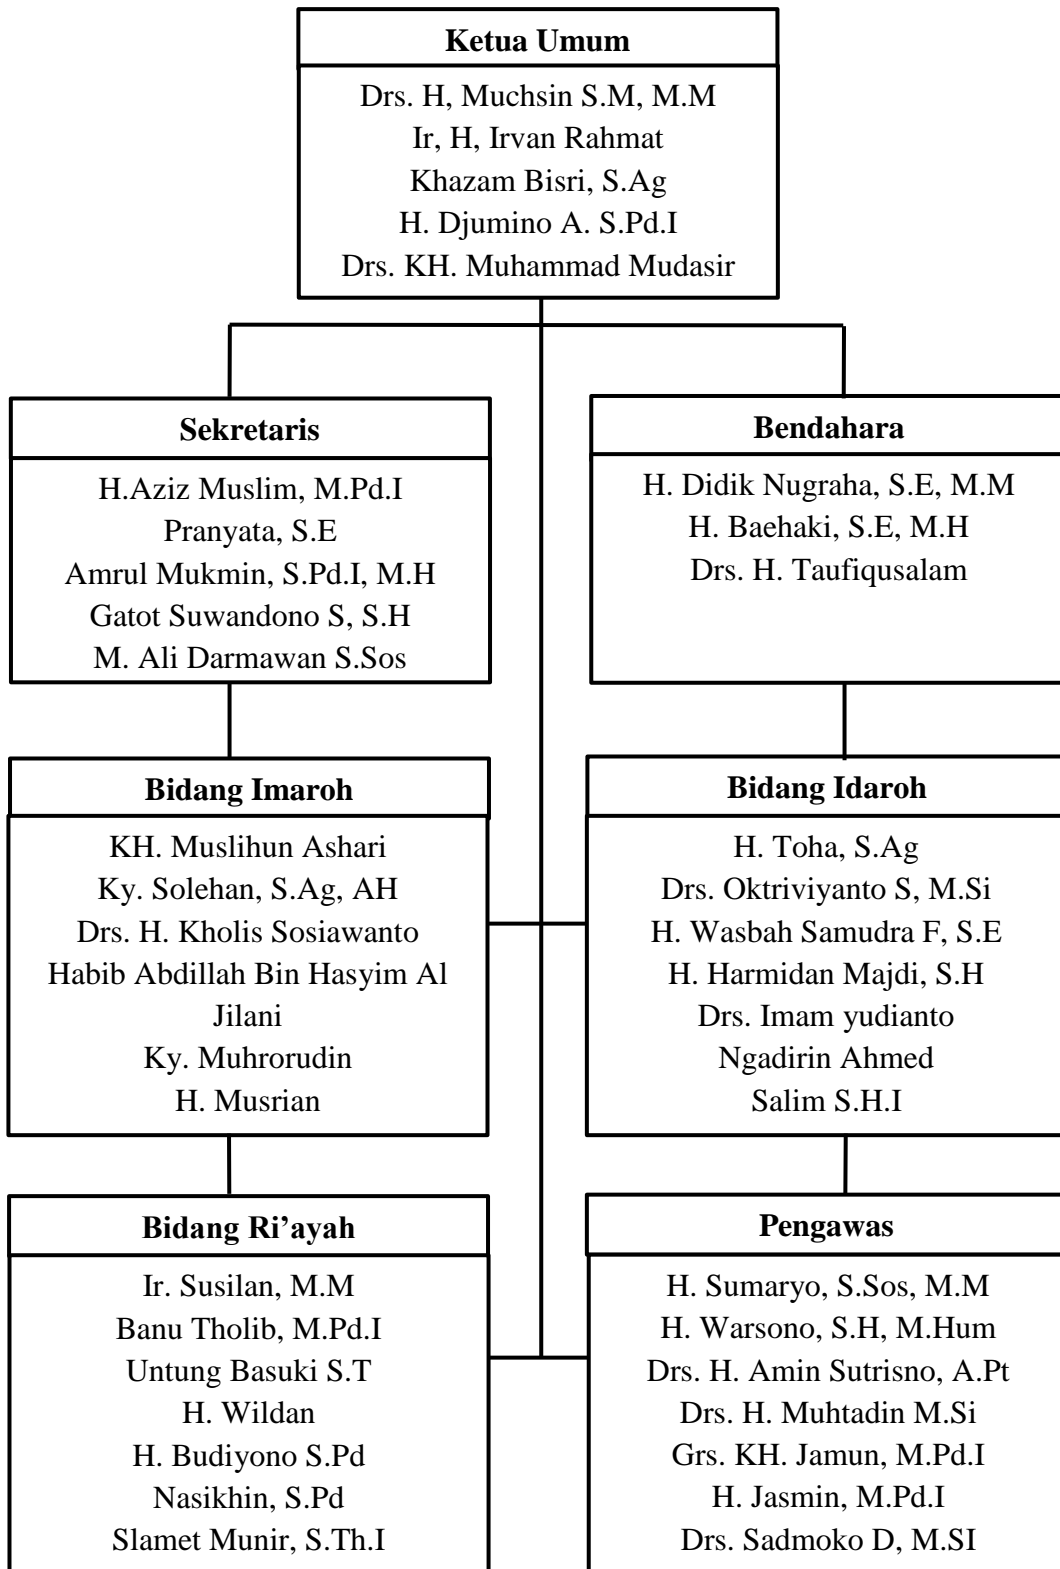 Ketua Umum
Drs. H, Muchsin S.M, M.M
Ir, H, Irvan Rahmat
Khazam Bisri, S.Ag
H. Djumino A. S.Pd.I
Drs. KH. Muhammad Mudasir
Sekretaris
H.Aziz Muslim, M.Pd.I
Pranyata, S.E
Amrul Mukmin, S.Pd.I, M.H
Gatot Suwandono S, S.H
M. Ali Darmawan S.Sos
Bendahara
H. Didik Nugraha, S.E, M.M
H. Baehaki, S.E, M.H
Drs. H. Taufiqusalam
Bidang Imaroh
KH. Muslihun Ashari
Ky. Solehan, S.Ag, AH
Drs. H. Kholis Sosiawanto
Habib Abdillah Bin Hasyim Al
Jilani
Ky. Muhrorudin
H. Musrian
Bidang Idaroh
H. Toha, S.Ag
Drs. Oktriviyanto S, M.Si
H. Wasbah Samudra F, S.E
H. Harmidan Majdi, S.H
Drs. Imam yudianto
Ngadirin Ahmed
Salim S.H.I
Bidang Ri’ayah
Ir. Susilan, M.M
Banu Tholib, M.Pd.I
Untung Basuki S.T
H. Wildan
H. Budiyono S.Pd
Nasikhin, S.Pd
Slamet Munir, S.Th.I
Pengawas
H. Sumaryo, S.Sos, M.M
H. Warsono, S.H, M.Hum
Drs. H. Amin Sutrisno, A.Pt
Drs. H. Muhtadin M.Si
Grs. KH. Jamun, M.Pd.I
H. Jasmin, M.Pd.I
Drs. Sadmoko D, M.SI